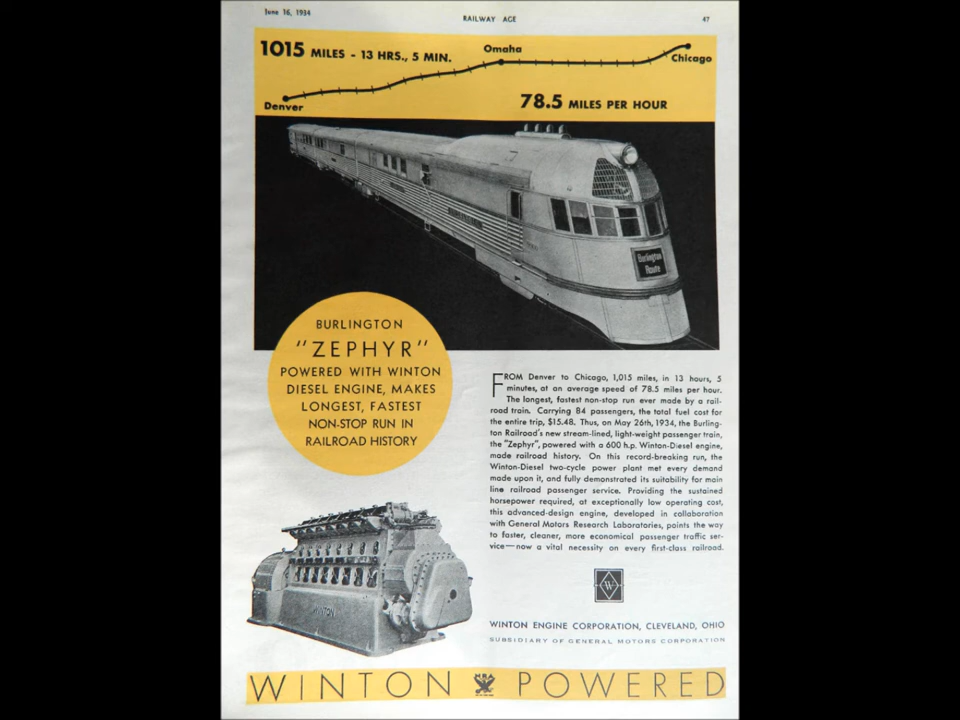 June 16, 1934
RAILWAY AGE
47
1015 MILES - 13 HRS., 5 MIN.
Omaha
Chicago
Denver
78.5 MILES PER HOUR
Burlington
Route
BURLINGTON
"ZEPHYR"
POWERED WITH WINTON
DIESEL ENGINE, MAKES
LONGEST, FASTEST
NON-STOP RUN IN
RAILROAD HISTORY
FROM Denver to Chicago, 1,015 miles, in 13 hours, 5
minutes, at an average speed of 78.5 miles per hour.
The longest, fastest non-stop run ever made by a rail-
road train. Carrying 84 passengers, the total fuel cost for
the entire trip, $15.48. Thus, on May 26th, 1934, the Burling-
ton Railroad's new stream-lined, light-weight passenger train,
the "Zephyr", powered with a 600 h.p. Winton-Diesel engine,
made railroad history. On this record-breaking run, the
Winton-Diesel two-cycle power plant met every demand
made upon it, and fully demonstrated its suitability for main
line railroad passenger service. Providing the sustained
horsepower required, at exceptionally low operating cost,
this advanced-design engine, developed in collaboration
with General Motors Research Laboratories, points the way
to faster, cleaner, more economical passenger traffic ser-
vice—now a vital necessity on every first-class railroad.
WINTON
W
WINTON ENGINE CORPORATION, CLEVELAND, OHIO
SUBSIDIARY OF GENERAL MOTORS CORPORATION
WINTON NRA POWERED